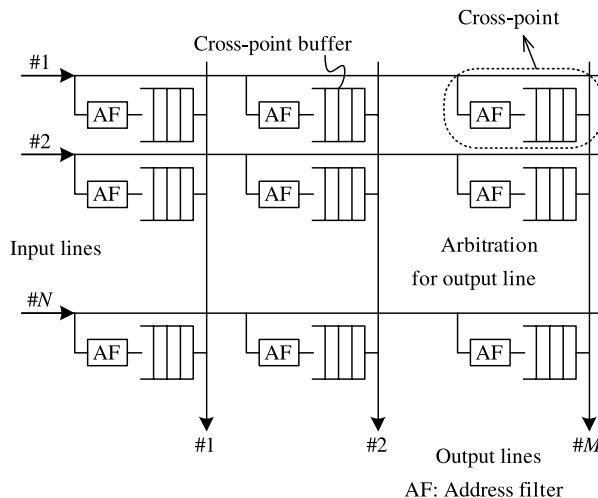 Cross-point
Cross-point buffer
#1
AF AF AF
#2
AF AF AF
Input lines
Arbitration
for output line
#N
AF AF AF
#1 #2 #M
Output lines
AF: Address filter